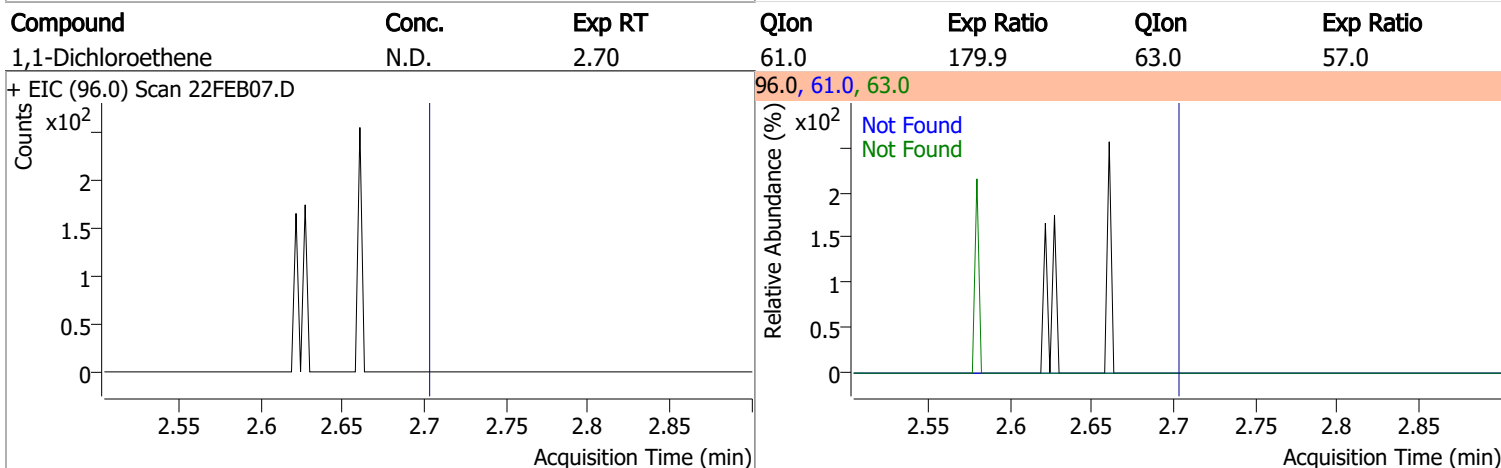 Compound Conc. Exp RT QIon Exp Ratio QIon Exp Ratio
1,1-Dichloroethene N.D. 2.70 61.0 179.9 63.0 57.0
+ EIC (96.0) Scan 22FEB07.D
Counts
x10²
2
1.5
1
0.5
0
2.55 2.6 2.65 2.7 2.75 2.8 2.85
Acquisition Time (min)
96.0, 61.0, 63.0
Relative Abundance (%)
x10²
Not Found
Not Found
2
1.5
1
0.5
0
2.55 2.6 2.65 2.7 2.75 2.8 2.85
Acquisition Time (min)